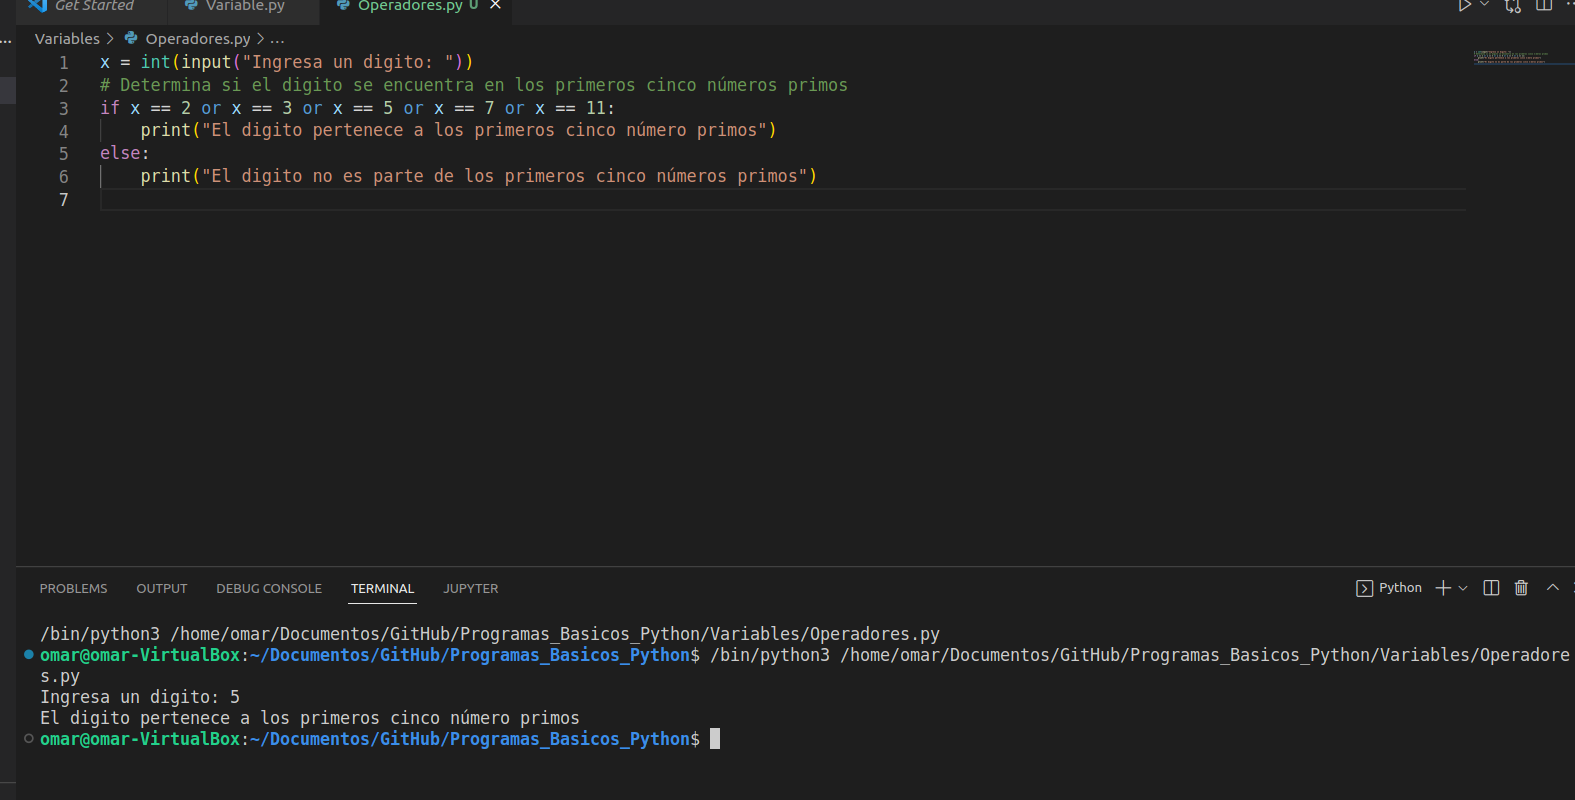 Get Started Variable.py Operadores.py U
Variables > Operadores.py > ...
1 x = int(input("Ingresa un digito: "))
2 # Determina si el digito se encuentra en los primeros cinco números primos
3 if x == 2 or x == 3 or x == 5 or x == 7 or x == 11:
4 print("El digito pertenece a los primeros cinco número primos")
5 else:
6 print("El digito no es parte de los primeros cinco números primos")
7
PROBLEMS OUTPUT DEBUG CONSOLE TERMINAL JUPYTER Python
/bin/python3 /home/omar/Documentos/GitHub/Programas_Basicos_Python/Variables/Operadores.py
omar@omar-VirtualBox:~/Documentos/GitHub/Programas_Basicos_Python$ /bin/python3 /home/omar/Documentos/GitHub/Programas_Basicos_Python/Variables/Operadore
s.py
Ingresa un digito: 5
El digito pertenece a los primeros cinco número primos
omar@omar-VirtualBox:~/Documentos/GitHub/Programas_Basicos_Python$